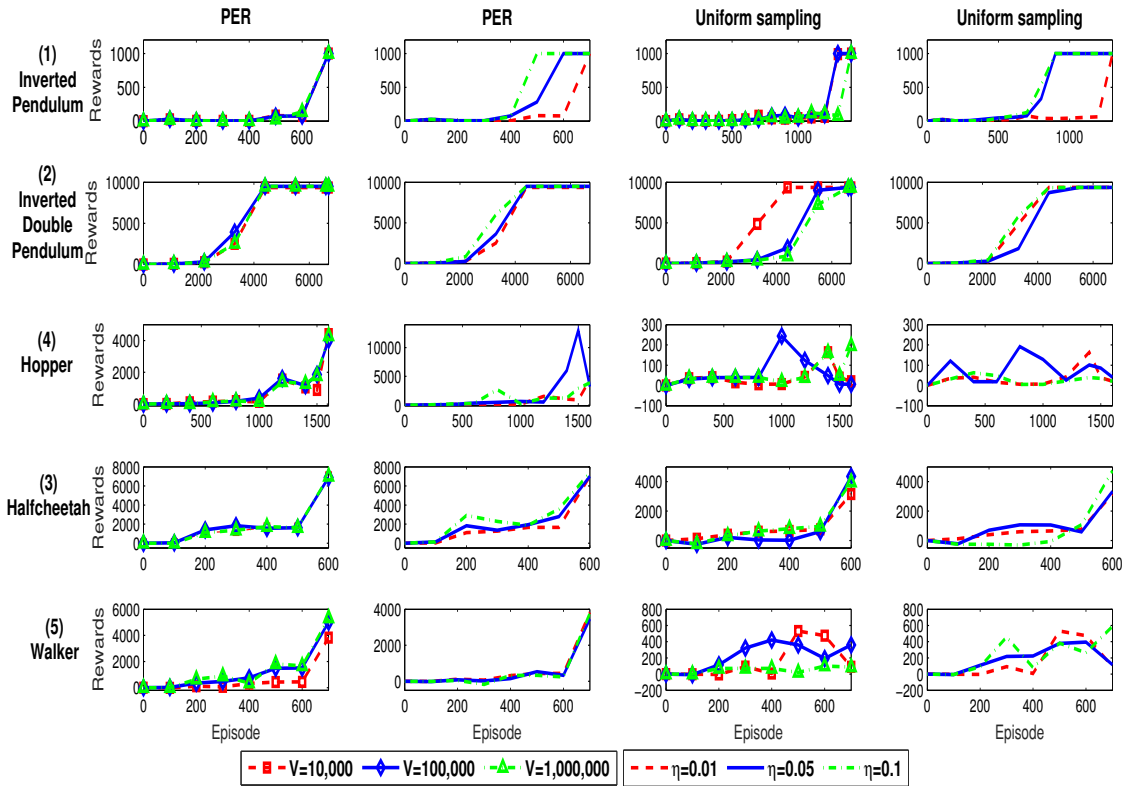 PER
PER
Uniform sampling
Uniform sampling
(1)
Inverted
Pendulum
Rewards
1000
500
0
0 200 400 600
1000
500
0
0 200 400 600
1000
500
0
0 500 1000
1000
500
0
0 500 1000
(2)
Inverted
Double
Pendulum
Rewards
10000
5000
0
0 2000 4000 6000
10000
5000
0
0 2000 4000 6000
10000
5000
0
0 2000 4000 6000
10000
5000
0
0 2000 4000 6000
(4)
Hopper
Rewards
4000
2000
0
0 500 1000 1500
10000
5000
0
0 500 1000 1500
300
200
100
0
−100
0 500 1000 1500
300
200
100
0
−100
0 500 1000 1500
(3)
Halfcheetah
Rewards
8000
6000
4000
2000
0
0 200 400 600
8000
6000
4000
2000
0
0 200 400 600
4000
2000
0
0 200 400 600
4000
2000
0
0 200 400 600
(5)
Walker
Rewards
6000
4000
2000
0
0 200 400 600
Episode
4000
2000
0
0 200 400 600
Episode
800
600
400
200
0
−200
0 200 400 600
Episode
800
600
400
200
0
−200
0 200 400 600
Episode
V=10,000 V=100,000 V=1,000,000
η=0.01 η=0.05 η=0.1